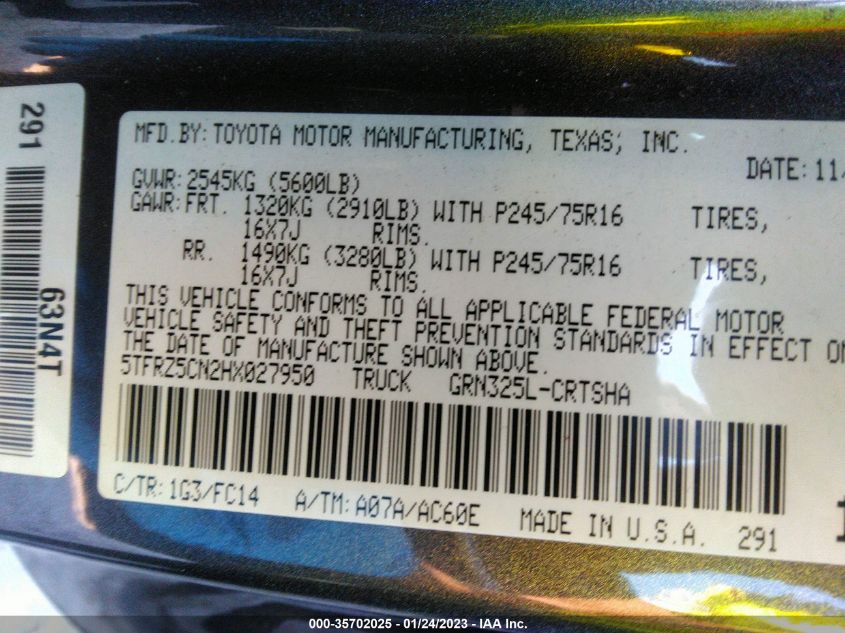 291
63N4T
MFD.BY: TOYOTA MOTOR MANUFACTURING, TEXAS, INC.
DATE: 11
GVWR: 2545KG (5600LB)
GAWR: FRT. 1320KG (2910LB) WITH P245/75R16 TIRES,
16X7J RIMS.
RR. 1490KG (3280LB) WITH P245/75R16 TIRES,
16X7J RIMS.
THIS VEHICLE CONFORMS TO ALL APPLICABLE FEDERAL MOTOR
VEHICLE SAFETY AND THEFT PREVENTION STANDARDS IN EFFECT ON
THE DATE OF MANUFACTURE SHOWN ABOVE.
5TFRZ5CN2HX027950 TRUCK GRN325L-CRTSHA
C/TR: 1G3/FC14 A/TM: A07A/AC60E MADE IN U.S.A. 291
000-35702025 - 01/24/2023 - IAA Inc.